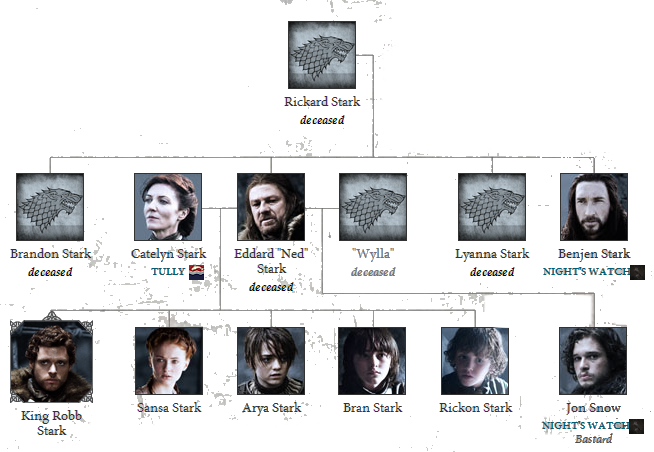 Rickard Stark
deceased
Brandon Stark
deceased
Catelyn Stark
TULLY
Eddard "Ned"
Stark
deceased
"Wylla"
deceased
Lyanna Stark
deceased
Benjen Stark
NIGHT'S WATCH
King Robb
Stark
Sansa Stark
Arya Stark
Bran Stark
Rickon Stark
Jon Snow
NIGHT'S WATCH
Bastard